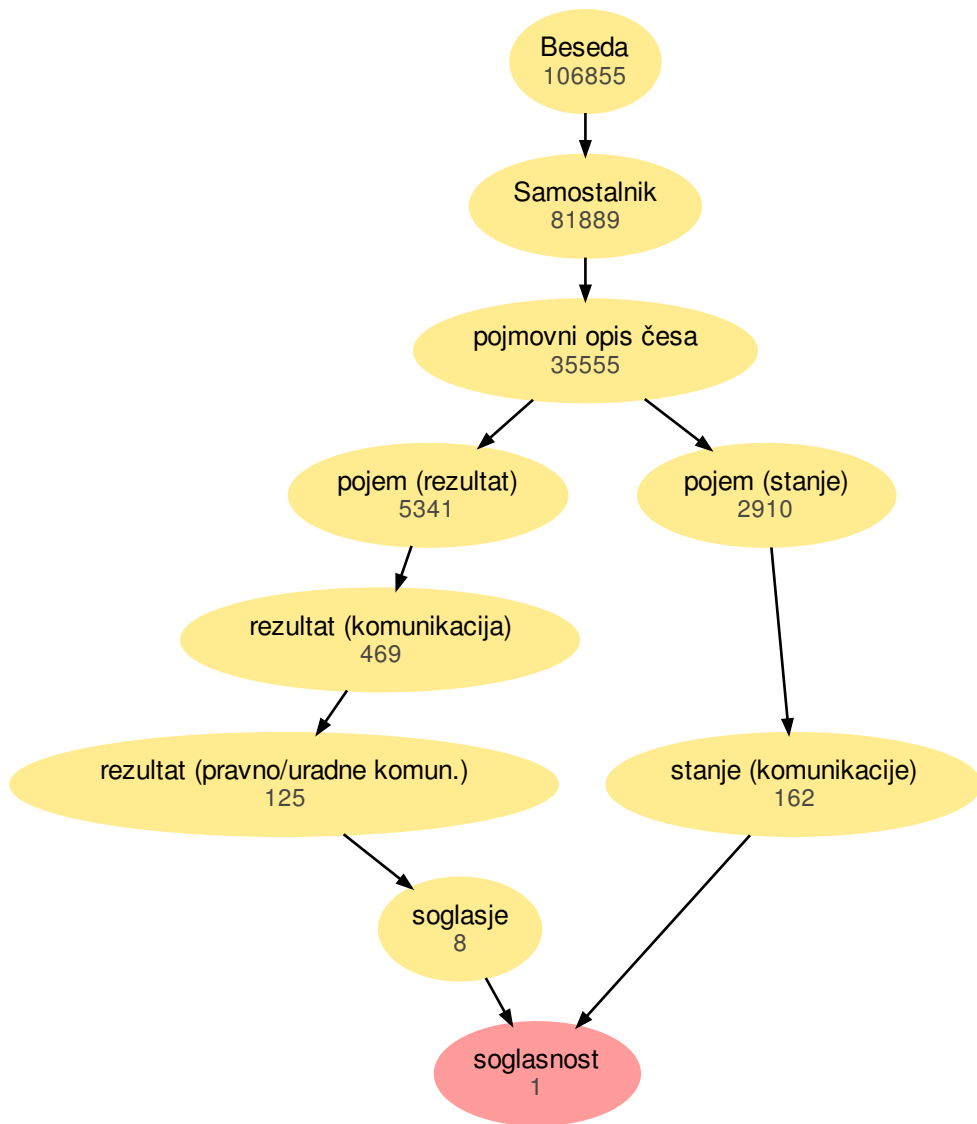 Beseda
106855
Samostalnik
81889
pojmovni opis česa
35555
pojem (rezultat)
5341
pojem (stanje)
2910
rezultat (komunikacija)
469
rezultat (pravno/uradne komun.)
125
stanje (komunikacije)
162
soglasje
8
soglasnost
1